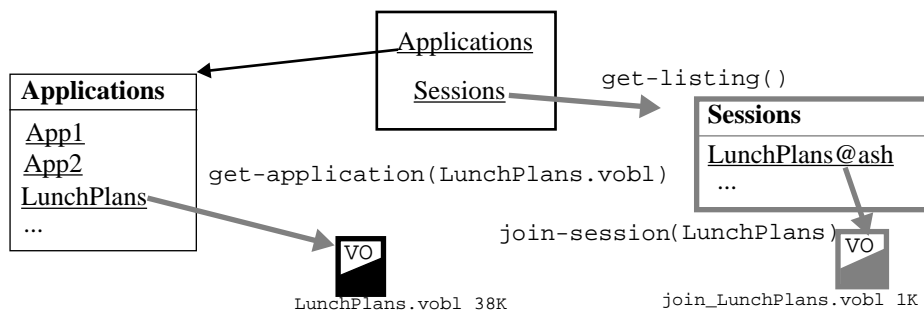 Applications
Sessions
get-listing()
Applications
App1
App2
LunchPlans
...
Sessions
LunchPlans@ash
...
get-application(LunchPlans.vobl)
join-session(LunchPlans)
VO
LunchPlans.vobl 38K
VO
join_LunchPlans.vobl 1K